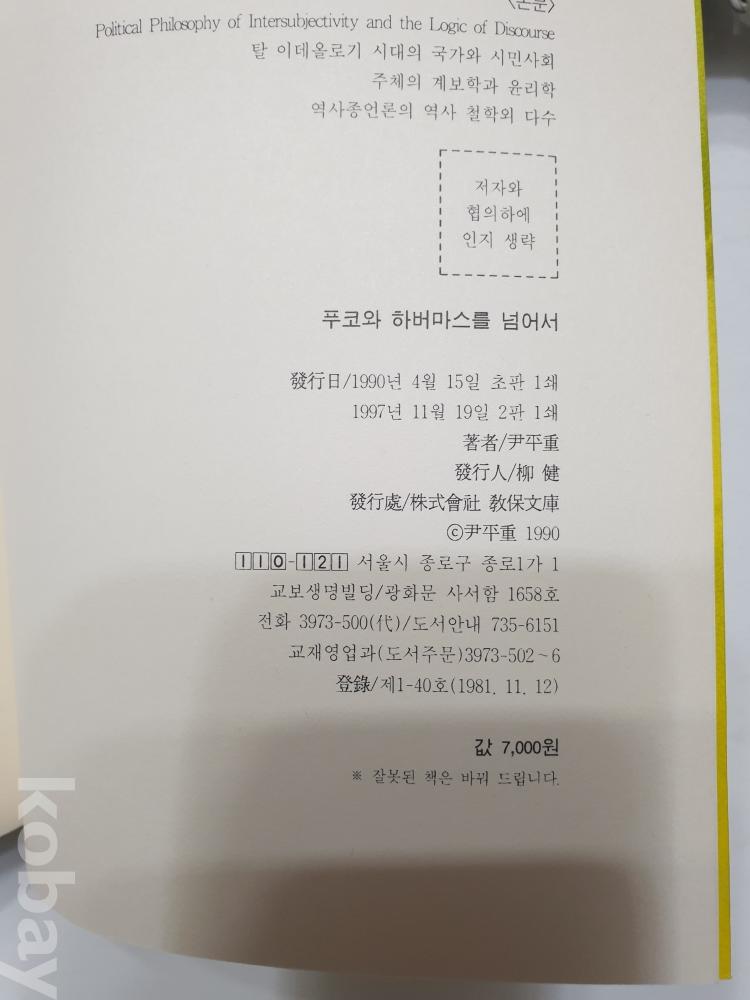 <논문>
Political Philosophy of Intersubjectivity and the Logic of Discourse
탈 이데올로기 시대의 국가와 시민사회
주체의 계보학과 윤리학
역사종언론의 역사 철학외 다수
저자와
협의하에
인지 생략
푸코와 하버마스를 넘어서
發行日/1990년 4월 15일 초판 1쇄
1997년 11월 19일 2판 1쇄
著者/尹平重
發行人/柳 健
發行處/株式會社 敎保文庫
ⓒ尹平重 1990
110-121 서울시 종로구 종로1가 1
교보생명빌딩/광화문 사서함 1658호
전화 3973-500(代)/도서안내 735-6151
교재영업과(도서주문)3973-502~6
登錄/제1-40호(1981. 11. 12)
값 7,000원
※ 잘못된 책은 바꿔 드립니다.
kobay